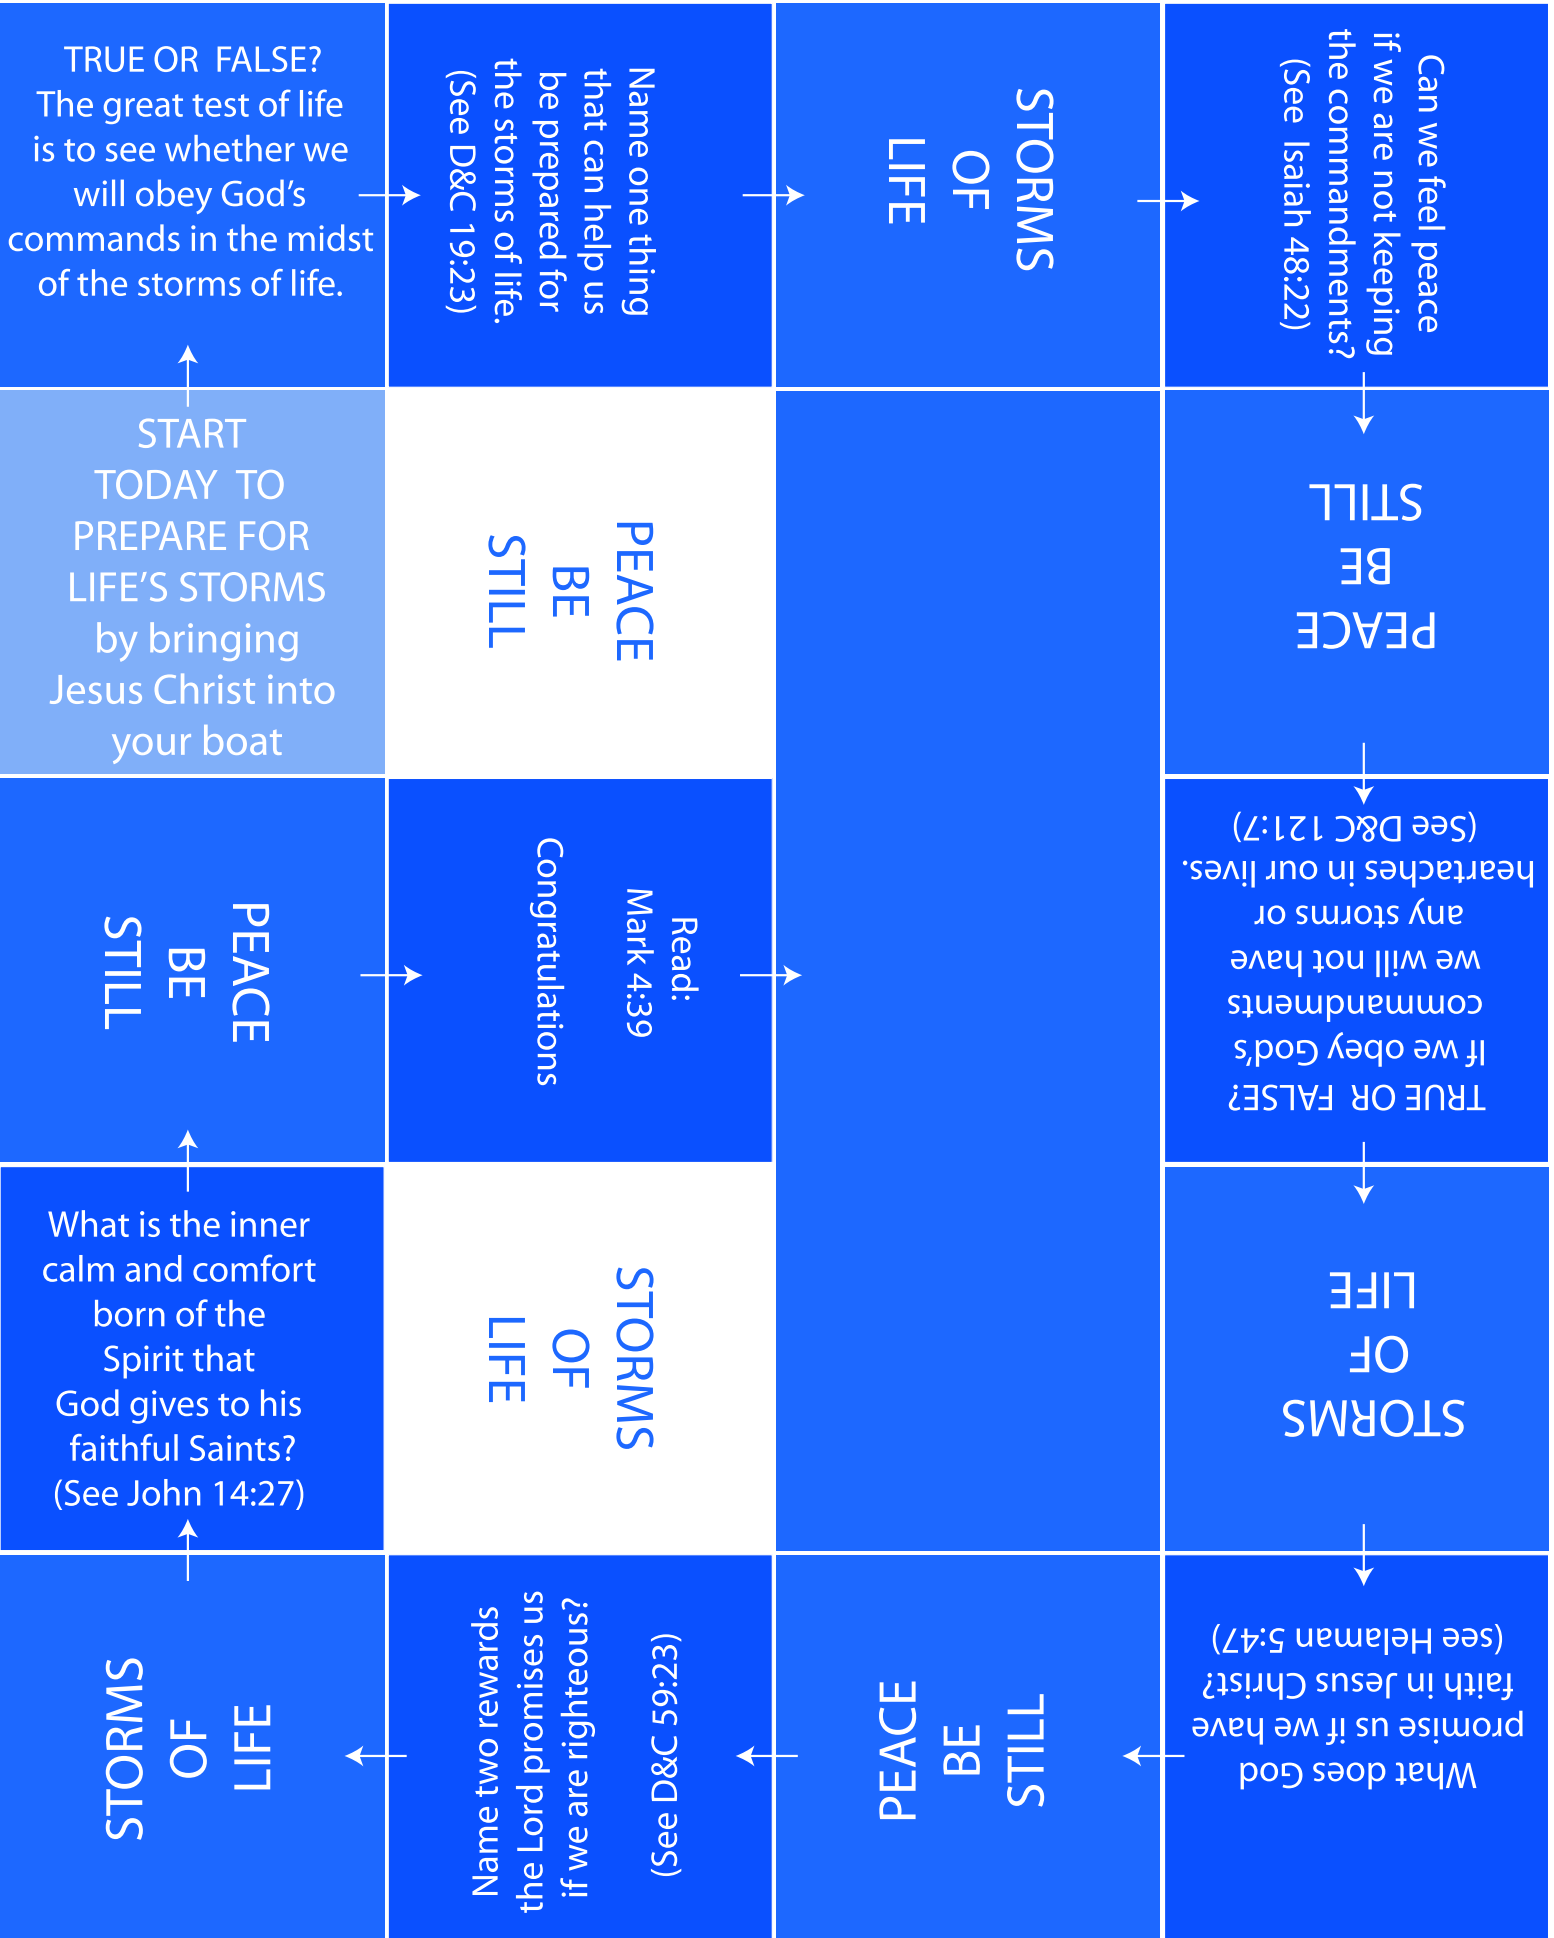 TRUE OR FALSE?
The great test of life
is to see whether we
will obey God's
commands in the midst
of the storms of life.
Name one thing
that can help us
be prepared for
the storms of life.
(See D&C 19:23)
STORMS
OF
LIFE
Can we feel peace
if we are not keeping
the commandments?
(See Isaiah 48:22)
PEACE
BE
STILL
TRUE OR FALSE?
If we obey God's
commandments
we will not have
any storms or
heartaches in our lives.
(See D&C 121:7)
STORMS
OF
LIFE
What does God
promise us if we have
faith in Jesus Christ?
(see Helaman 5:47)
PEACE
BE
STILL
Name two rewards
the Lord promises us
if we are righteous?
(See D&C 59:23)
STORMS
OF
LIFE
What is the inner
calm and comfort
born of the
Spirit that
God gives to his
faithful Saints?
(See John 14:27)
PEACE
BE
STILL
Read:
Mark 4:39
Congratulations
START
TODAY TO
PREPARE FOR
LIFE'S STORMS
by bringing
Jesus Christ into
your boat
PEACE
BE
STILL
STORMS
OF
LIFE